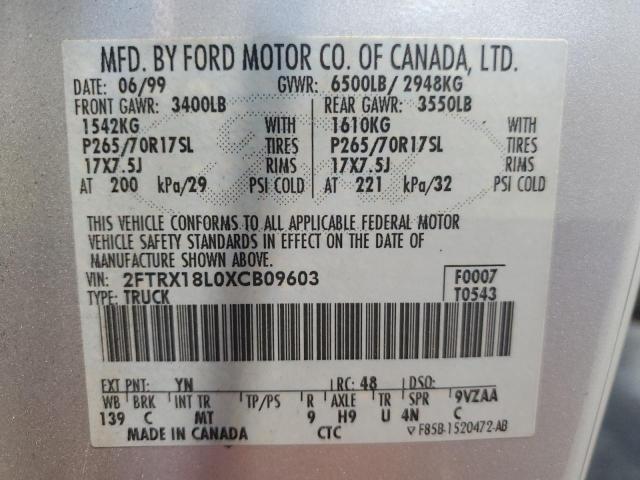 MFD. BY FORD MOTOR CO. OF CANADA, LTD.
DATE: 06/99 GVWR: 6500LB/ 2948KG
FRONT GAWR: 3400LB REAR GAWR: 3550LB
1542KG WITH 1610KG WITH
P265/70R17SL TIRES P265/70R17SL TIRES
17X7.5J RIMS 17X7.5J RIMS
AT 200 kPa/29 PSI COLD AT 221 kPa/32 PSI COLD
THIS VEHICLE CONFORMS TO ALL APPLICABLE FEDERAL MOTOR
VEHICLE SAFETY STANDARDS IN EFFECT ON THE DATE OF
MANUFACTURE SHOWN ABOVE.
VIN: 2FTRX18L0XCB09603 F0007
TYPE: TRUCK T0543
EXT PNT: YN RC: 48 DSO:
WB BRK INT TR TP/PS R AXLE TR SPR 9VZAA
139 C MT 9 H9 U 4N C
MADE IN CANADA CTC F85B-1520472-AB